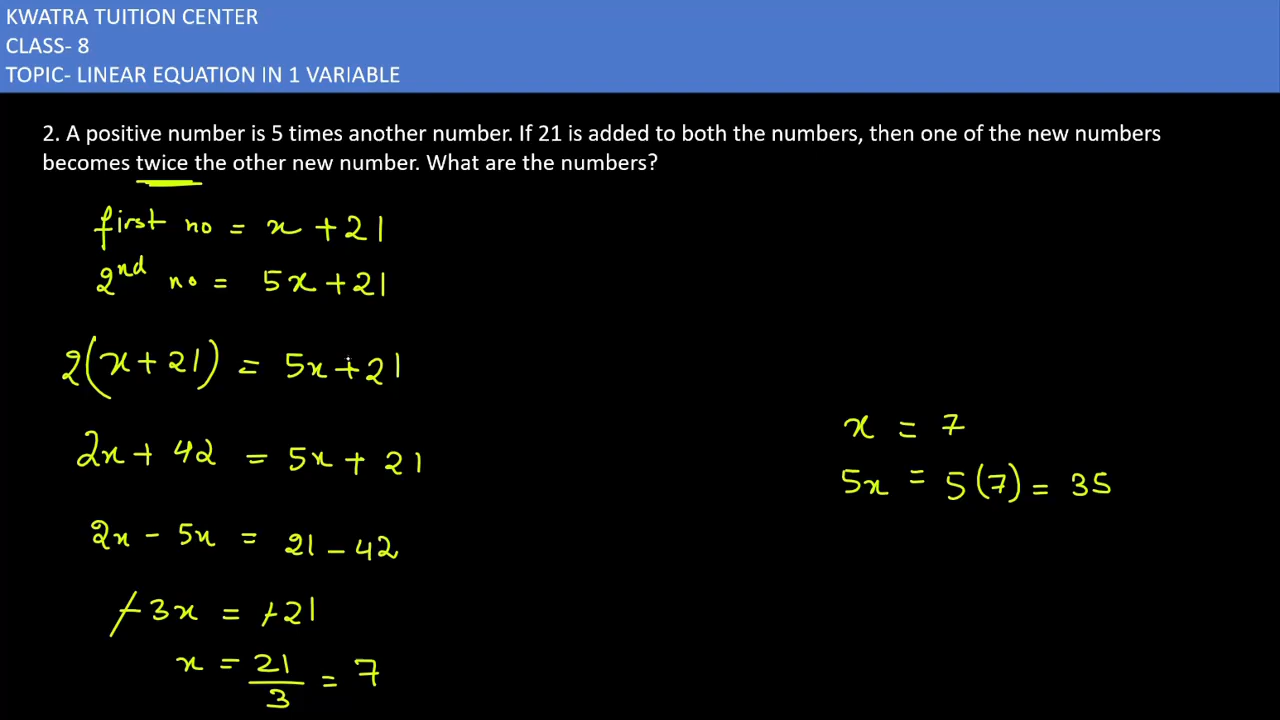 KWATRA TUITION CENTER
CLASS- 8
TOPIC- LINEAR EQUATION IN 1 VARIABLE
2. A positive number is 5 times another number. If 21 is added to both the numbers, then one of the new numbers
becomes twice the other new number. What are the numbers?
first no = x + 21
2nd no = 5x + 21
2(x + 21) = 5x + 21
2x + 42 = 5x + 21
2x - 5x = 21 - 42
-3x = -21
x = 21/3 = 7
x = 7
5x = 5(7) = 35